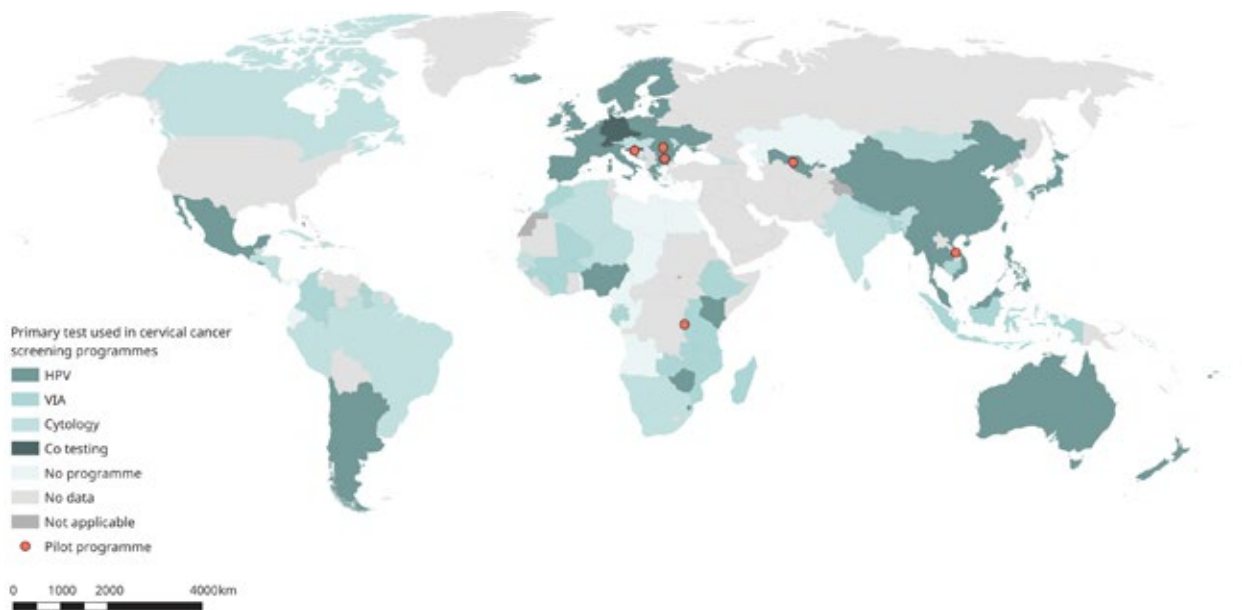 Primary test used in cervical cancer
screening programmes
HPV
VIA
Cytology
Co testing
No programme
No data
Not applicable
Pilot programme
0 1000 2000 4000km